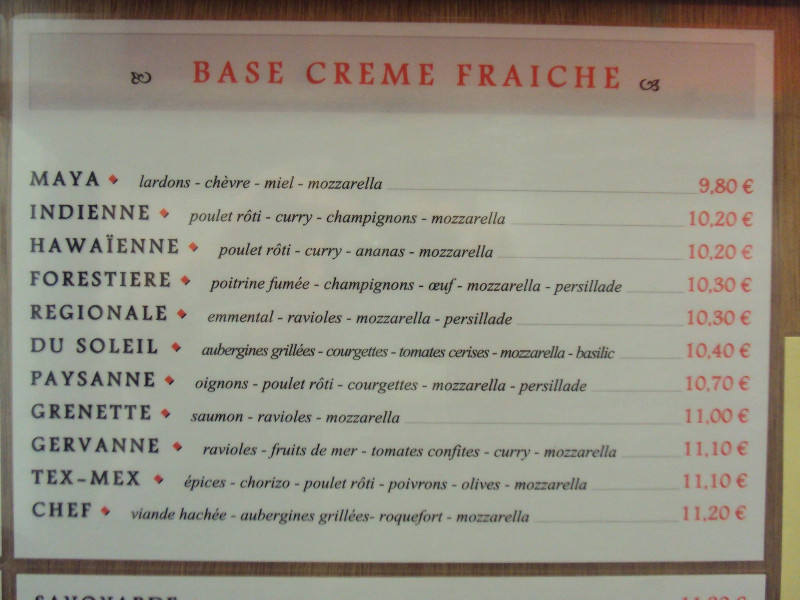 BASE CREME FRAICHE
MAYA lardons - chèvre - miel - mozzarella 9,80 €
INDIENNE poulet rôti - curry - champignons - mozzarella 10,20 €
HAWAÏENNE poulet rôti - curry - ananas - mozzarella 10,20 €
FORESTIERE poitrine fumée - champignons - œuf - mozzarella - persillade 10,30 €
REGIONALE emmental - ravioles - mozzarella - persillade 10,30 €
DU SOLEIL aubergines grillées - courgettes - tomates cerises - mozzarella - basilic 10,40 €
PAYSANNE oignons - poulet rôti - courgettes - mozzarella - persillade 10,70 €
GRENETTE saumon - ravioles - mozzarella 11,00 €
GERVANNE ravioles - fruits de mer - tomates confites - curry - mozzarella 11,10 €
TEX-MEX épices - chorizo - poulet rôti - poivrons - olives - mozzarella 11,10 €
CHEF viande hachée - aubergines grillées- roquefort - mozzarella 11,20 €
SAVOYARDE